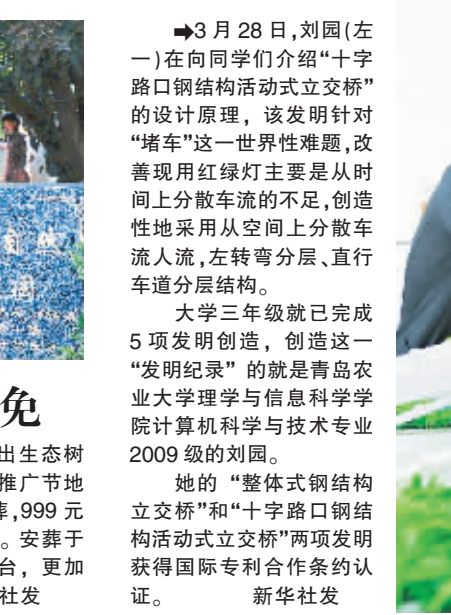 ➡3月28日,刘园(左
一)在向同学们介绍“十字
路口钢结构活动式立交桥”
的设计原理，该发明针对
“堵车”这一世界性难题,改
善现用红绿灯主要是从时
间上分散车流的不足,创造
性地采用从空间上分散车
流人流,左转弯分层、直行
车道分层结构。
大学三年级就已完成
5项发明创造，创造这一
“发明纪录”的就是青岛农
业大学理学与信息科学学
院计算机科学与技术专业
2009级的刘园。
她的“整体式钢结构
立交桥”和“十字路口钢结
构活动式立交桥”两项发明
获得国际专利合作条约认
证。 新华社发
免
出生态树
推广节地
葬,999元
。安葬于
台，更加
社发